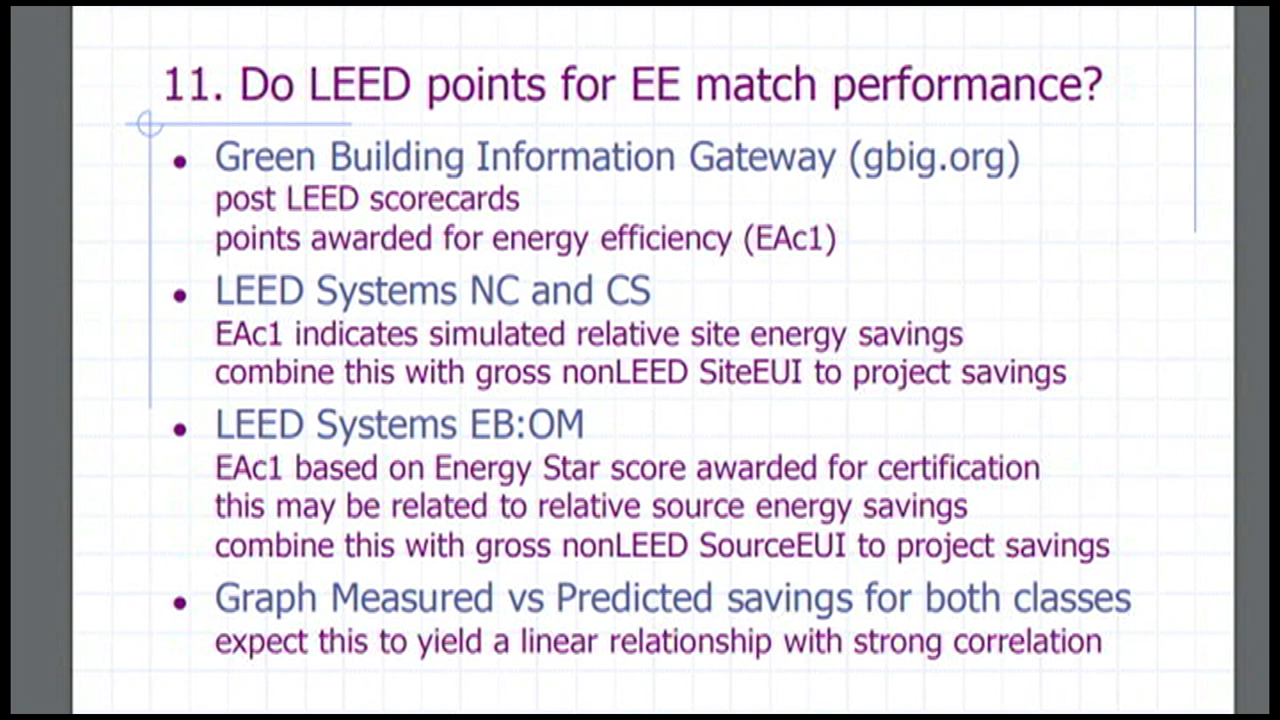 11. Do LEED points for EE match performance?
• Green Building Information Gateway (gbig.org)
post LEED scorecards
points awarded for energy efficiency (EAc1)
• LEED Systems NC and CS
EAc1 indicates simulated relative site energy savings
combine this with gross nonLEED SiteEUI to project savings
• LEED Systems EB:OM
EAc1 based on Energy Star score awarded for certification
this may be related to relative source energy savings
combine this with gross nonLEED SourceEUI to project savings
• Graph Measured vs Predicted savings for both classes
expect this to yield a linear relationship with strong correlation